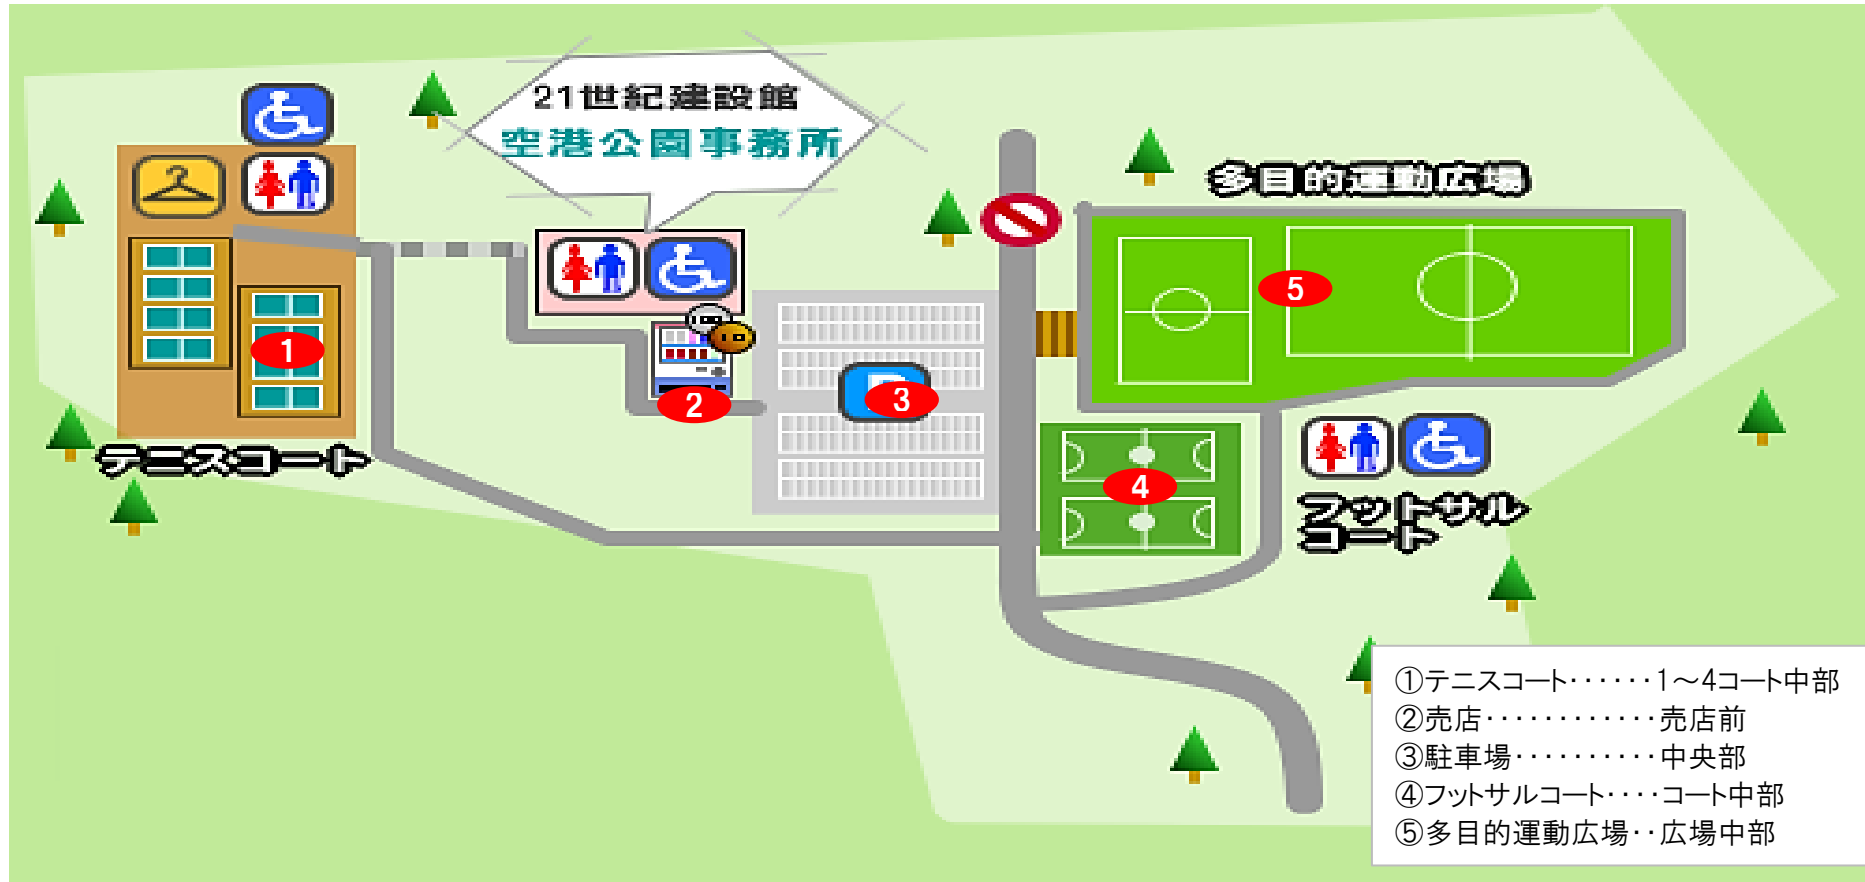 21世紀建設館
空港公園事務所
多目的運動広場
テニスコート
フットサル
コート
1
2
3
4
5
①テニスコート‥‥‥1～4コート中部
②売店‥‥‥‥‥‥売店前
③駐車場‥‥‥‥‥中央部
④フットサルコート‥‥コート中部
⑤多目的運動広場‥広場中部